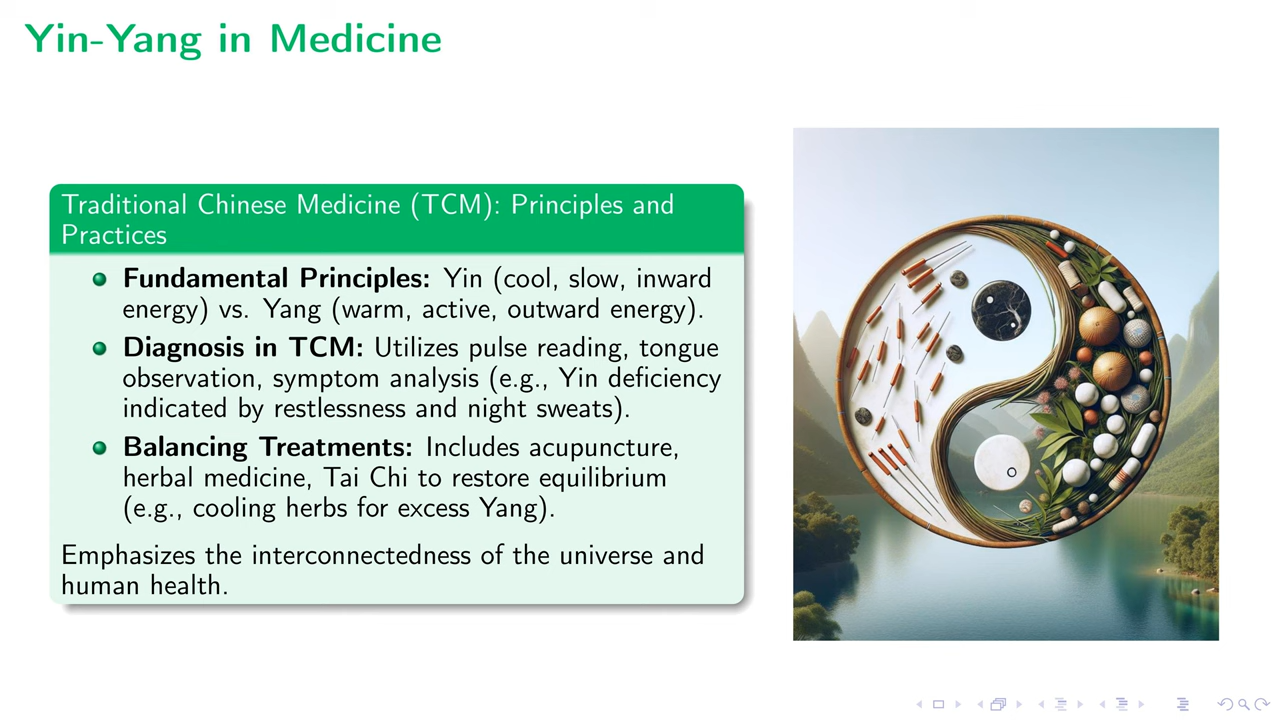 Yin-Yang in Medicine
Traditional Chinese Medicine (TCM): Principles and
Practices
Fundamental Principles: Yin (cool, slow, inward
energy) vs. Yang (warm, active, outward energy).
Diagnosis in TCM: Utilizes pulse reading, tongue
observation, symptom analysis (e.g., Yin deficiency
indicated by restlessness and night sweats).
Balancing Treatments: Includes acupuncture,
herbal medicine, Tai Chi to restore equilibrium
(e.g., cooling herbs for excess Yang).
Emphasizes the interconnectedness of the universe and
human health.